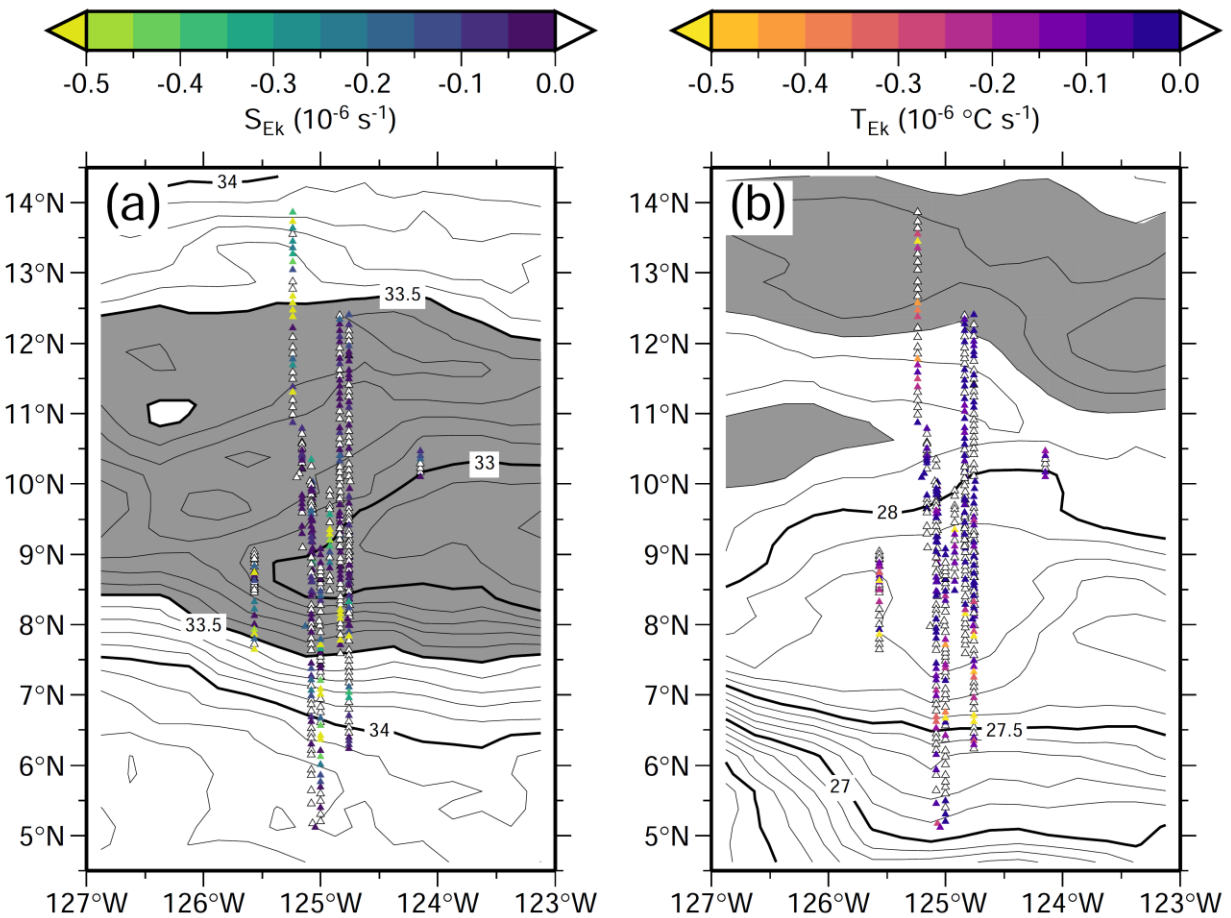 -0.5 -0.4 -0.3 -0.2 -0.1 0.0
S_Ek (10^-6 s^-1)
-0.5 -0.4 -0.3 -0.2 -0.1 0.0
T_Ek (10^-6 °C s^-1)
(a)
14°N
13°N
12°N
11°N
10°N
9°N
8°N
7°N
6°N
5°N
34
33.5
33
33.5
34
127°W 126°W 125°W 124°W 123°W
(b)
14°N
13°N
12°N
11°N
10°N
9°N
8°N
7°N
6°N
5°N
28
27.5
27
127°W 126°W 125°W 124°W 123°W